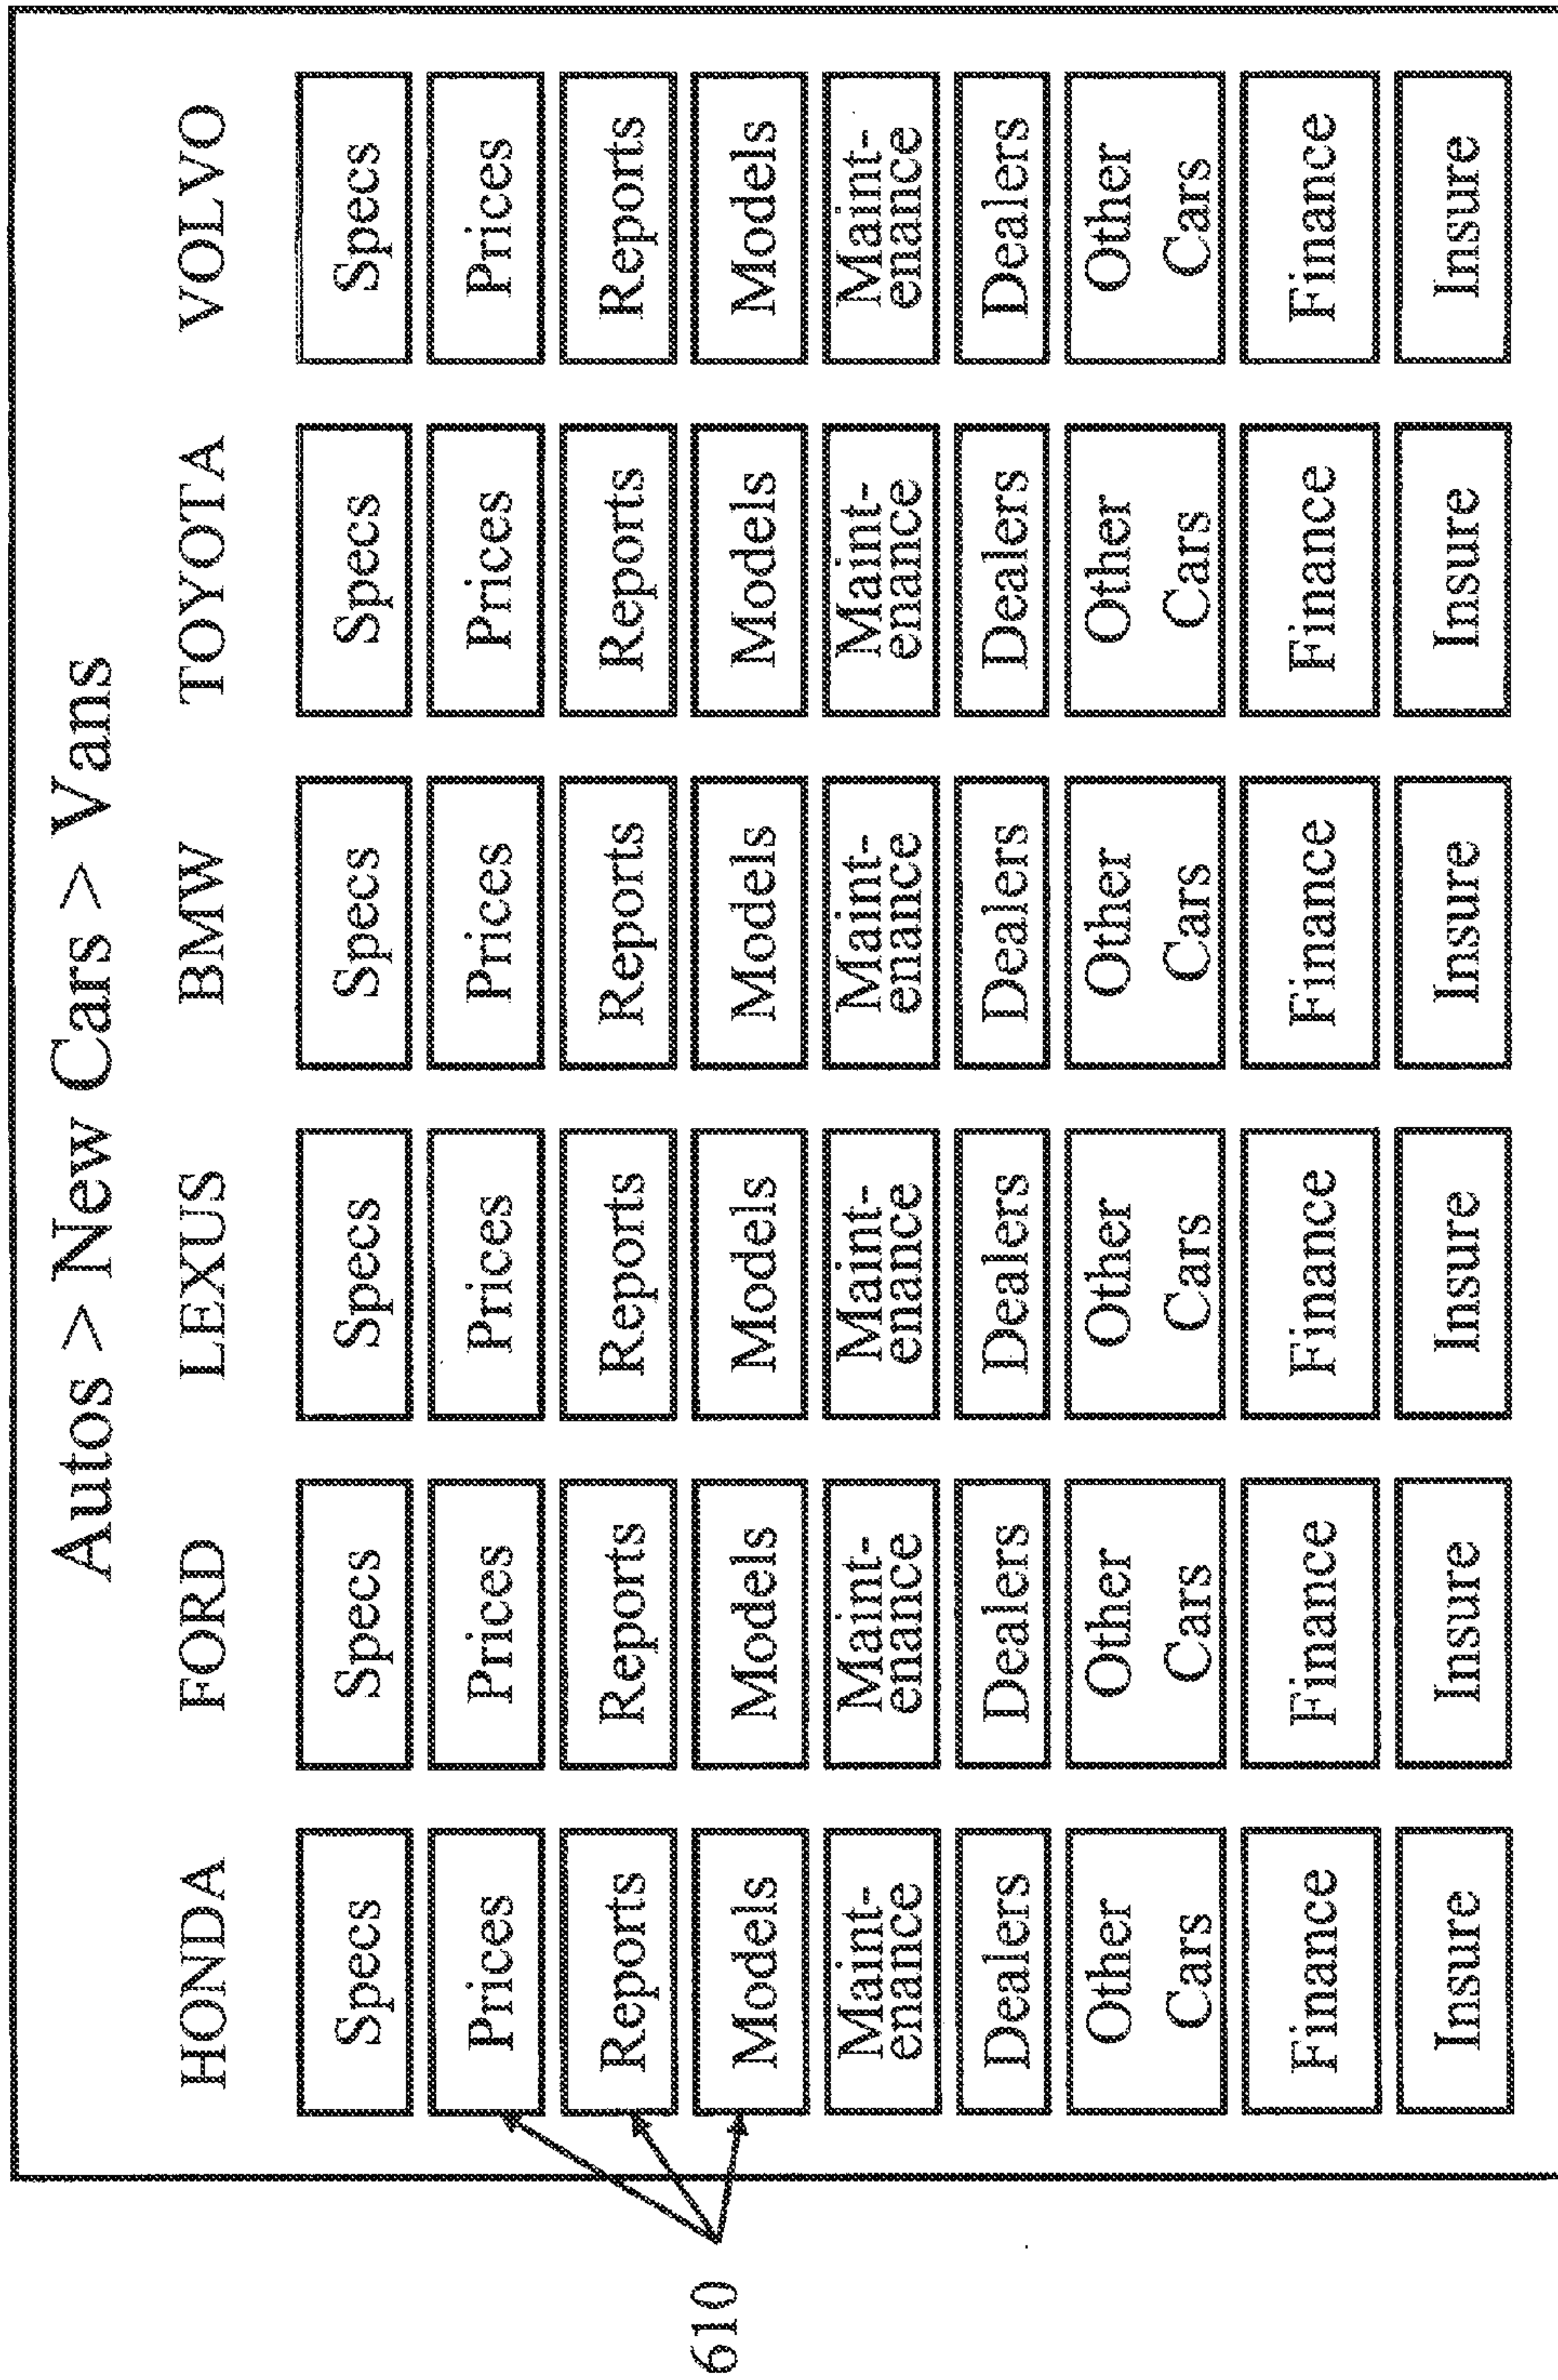 Autos > New Cars > Vans
HONDA FORD LEXUS BMW TOYOTA VOLVO
Specs Specs Specs Specs Specs Specs
Prices Prices Prices Prices Prices Prices
Reports Reports Reports Reports Reports Reports
610
Models Models Models Models Models Models
Maint- Maint- Maint- Maint- Maint- Maint-
enance enance enance enance enance enance
Dealers Dealers Dealers Dealers Dealers Dealers
Other Other Other Other Other Other
Cars Cars Cars Cars Cars Cars
Finance Finance Finance Finance Finance Finance
Insure Insure Insure Insure Insure Insure